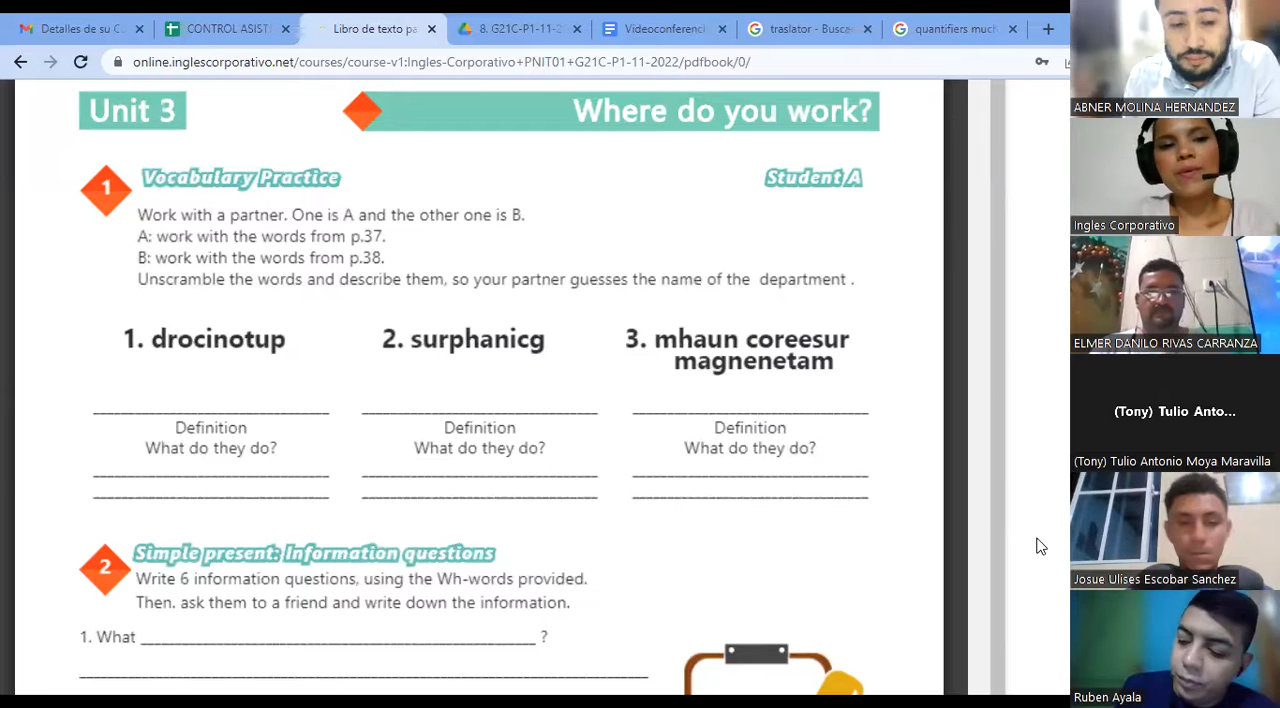 Detalles de su C
CONTROL ASIST
Libro de texto pa
8. G21C-P1-11-2
Videoconferenci
traslator - Busca
quantifiers much
online.inglescorporativo.net/courses/course-v1:Ingles-Corporativo+PNIT01+G21C-P1-11-2022/pdfbook/0/
Unit 3
Where do you work?
1
Vocabulary Practice
Student A
Work with a partner. One is A and the other one is B.
A: work with the words from p.37.
B: work with the words from p.38.
Unscramble the words and describe them, so your partner guesses the name of the department .
1. drocinotup
2. surphanicg
3. mhaun coreesur
magnenetam
Definition
What do they do?
Definition
What do they do?
Definition
What do they do?
2
Simple present: Information questions
Write 6 information questions, using the Wh-words provided.
Then. ask them to a friend and write down the information.
1. What ______________________________________________ ?
ABNER MOLINA HERNANDEZ
Ingles Corporativo
ELMER DANILO RIVAS CARRANZA
(Tony) Tulio Anto...
(Tony) Tulio Antonio Moya Maravilla
Josue Ulises Escobar Sanchez
Ruben Ayala